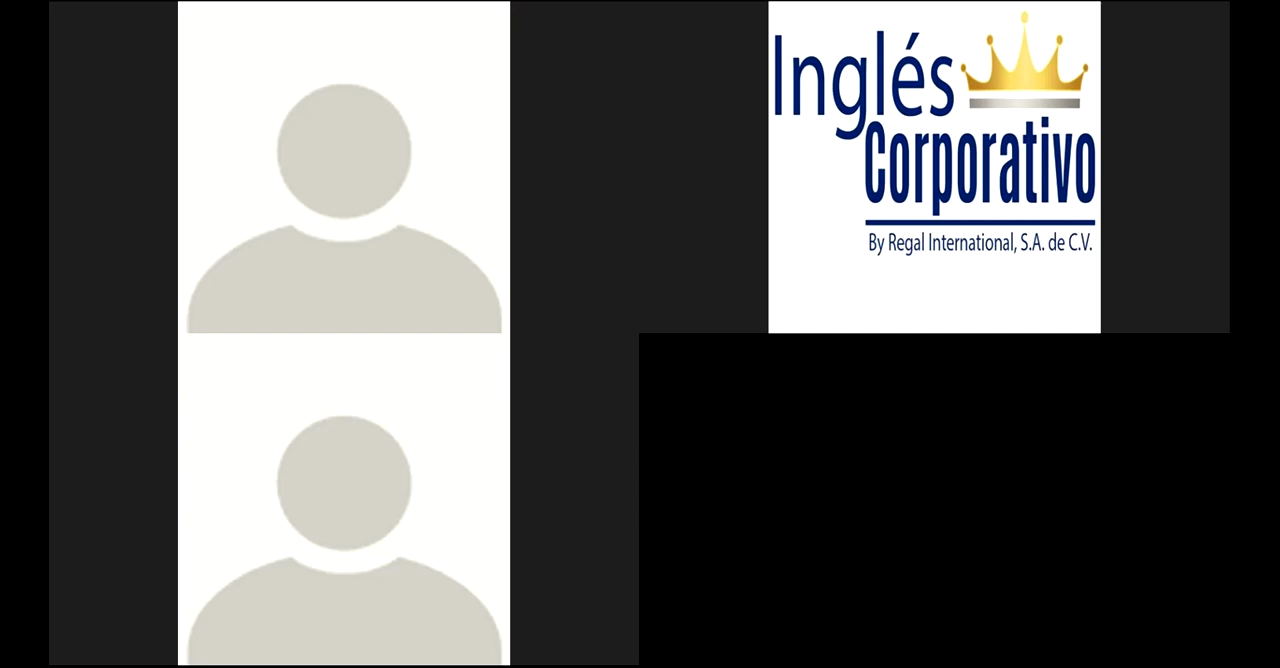 Inglés
Corporativo
By Regal International, S.A. de C.V.